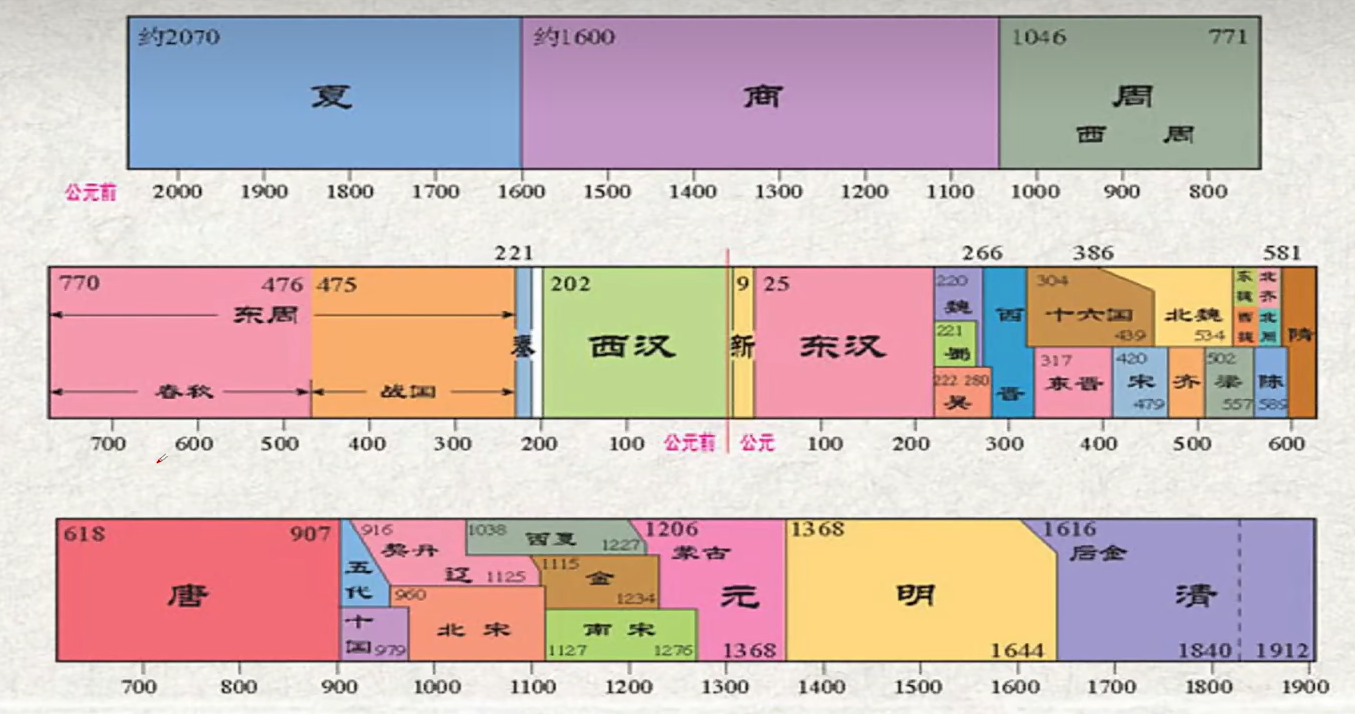 约2070 约1600 1046 771
夏 商 周
西 周
公元前 2000 1900 1800 1700 1600 1500 1400 1300 1200 1100 1000 900 800
221 266 386 581
770 476 475 202 9 25 220 304 东魏 北齐
东周 魏 十六国 北魏
439 534 西魏 北周
秦 西汉 新 东汉 221 蜀 西晋 隋
317 420 502
春秋 战国 222 280 东晋 宋 齐 梁 陈
吴 479 557 589
700 600 500 400 300 200 100 公元前 公元 100 200 300 400 500 600
618 907 916 1038 西夏 1227 1206 1368 1616
契丹 蒙古 后金
五代 辽 1125 1115 金 1234
唐 960 元 明 清
十国 979 北宋 南宋
1127 1276 1368 1644 1840 1912
700 800 900 1000 1100 1200 1300 1400 1500 1600 1700 1800 1900